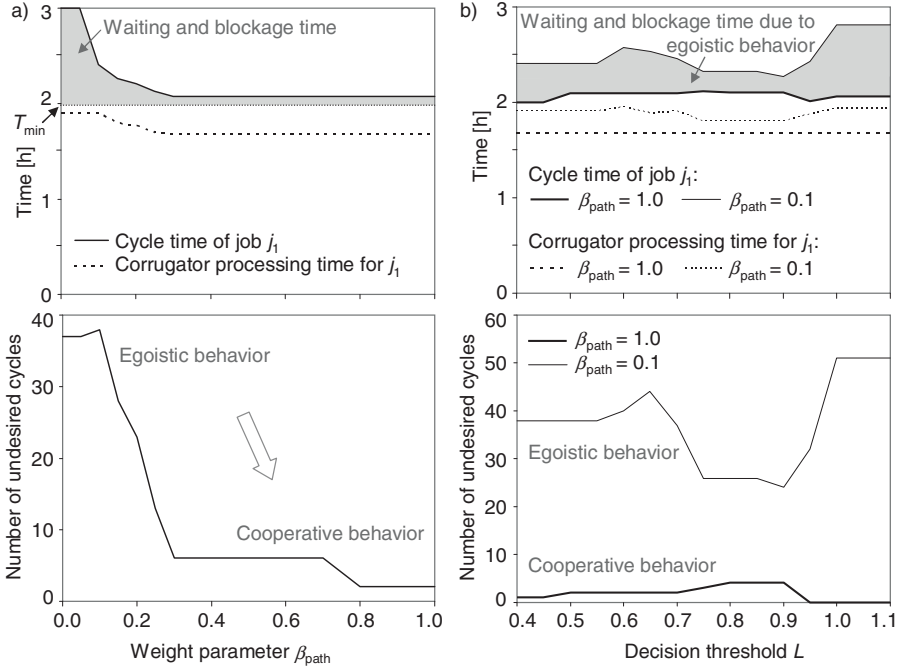 a)
3
2
1
0
Time [h]
T_min
Waiting and blockage time
Cycle time of job j₁
Corrugator processing time for j₁
40
30
20
10
0
Number of undesired cycles
Egoistic behavior
Cooperative behavior
0.0 0.2 0.4 0.6 0.8 1.0
Weight parameter β_path
b)
3
2
1
0
Time [h]
Waiting and blockage time due to
egoistic behavior
Cycle time of job j₁:
β_path = 1.0 β_path = 0.1
Corrugator processing time for j₁:
β_path = 1.0 β_path = 0.1
60
50
40
30
20
10
0
Number of undesired cycles
β_path = 1.0
β_path = 0.1
Egoistic behavior
Cooperative behavior
0.4 0.5 0.6 0.7 0.8 0.9 1.0 1.1
Decision threshold L